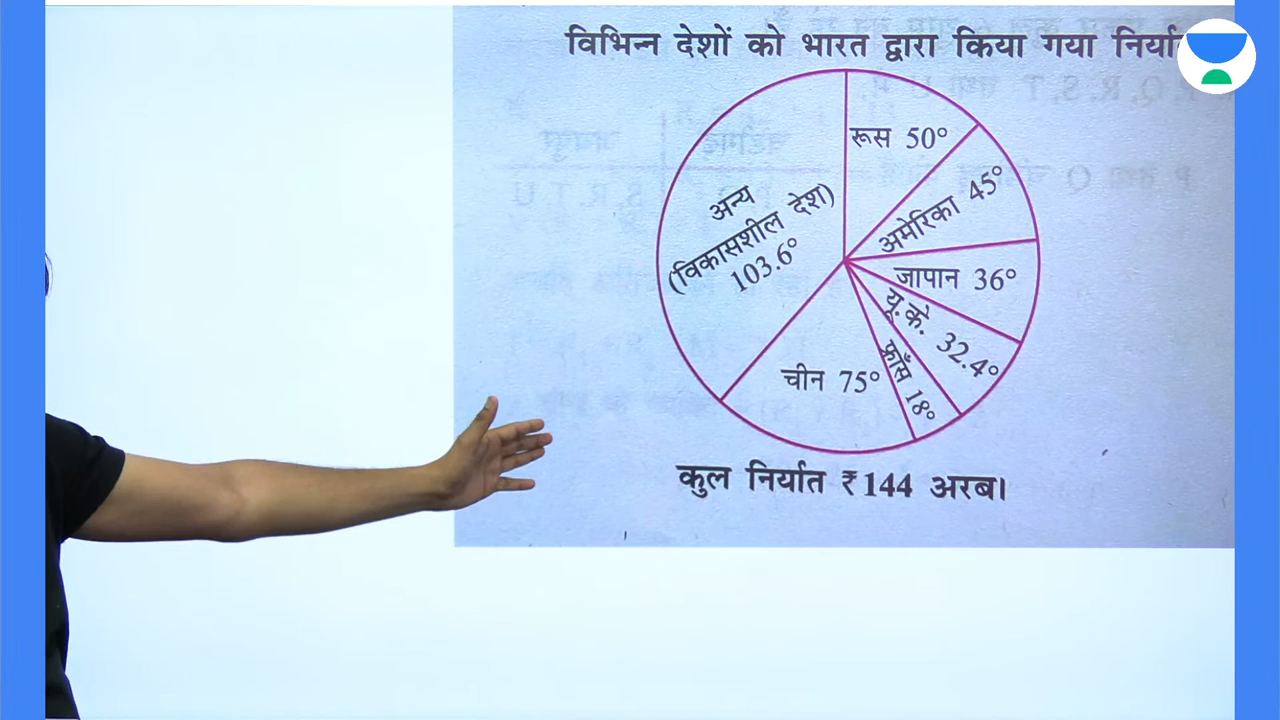 विभिन्न देशों को भारत द्वारा किया गया
रूस 50°
अमेरिका 45°
जापान 36°
यू.के. 32.4°
फ्राँस 18°
चीन 75°
अन्य
(विकासशील देश)
103.6°
कुल निर्यात ₹144 अरब।